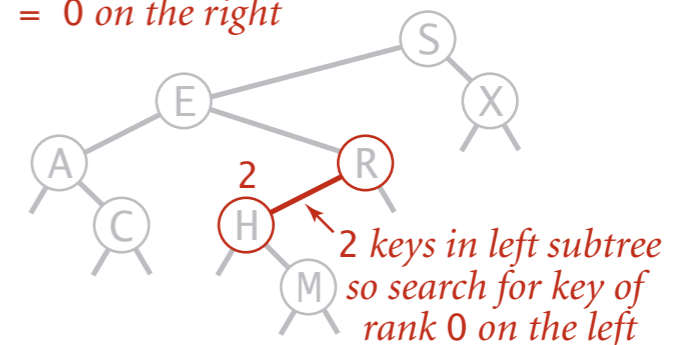 = 0 on the right
S
E
X
A
2
R
C
H
2 keys in left subtree
M
so search for key of
rank 0 on the left